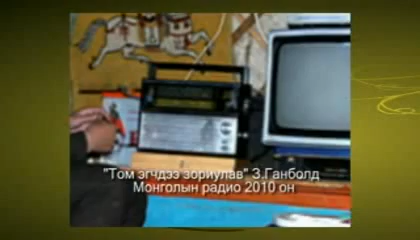 "Том эгчдээ зориулав" З.Ганболд
Монголын радио 2010 он